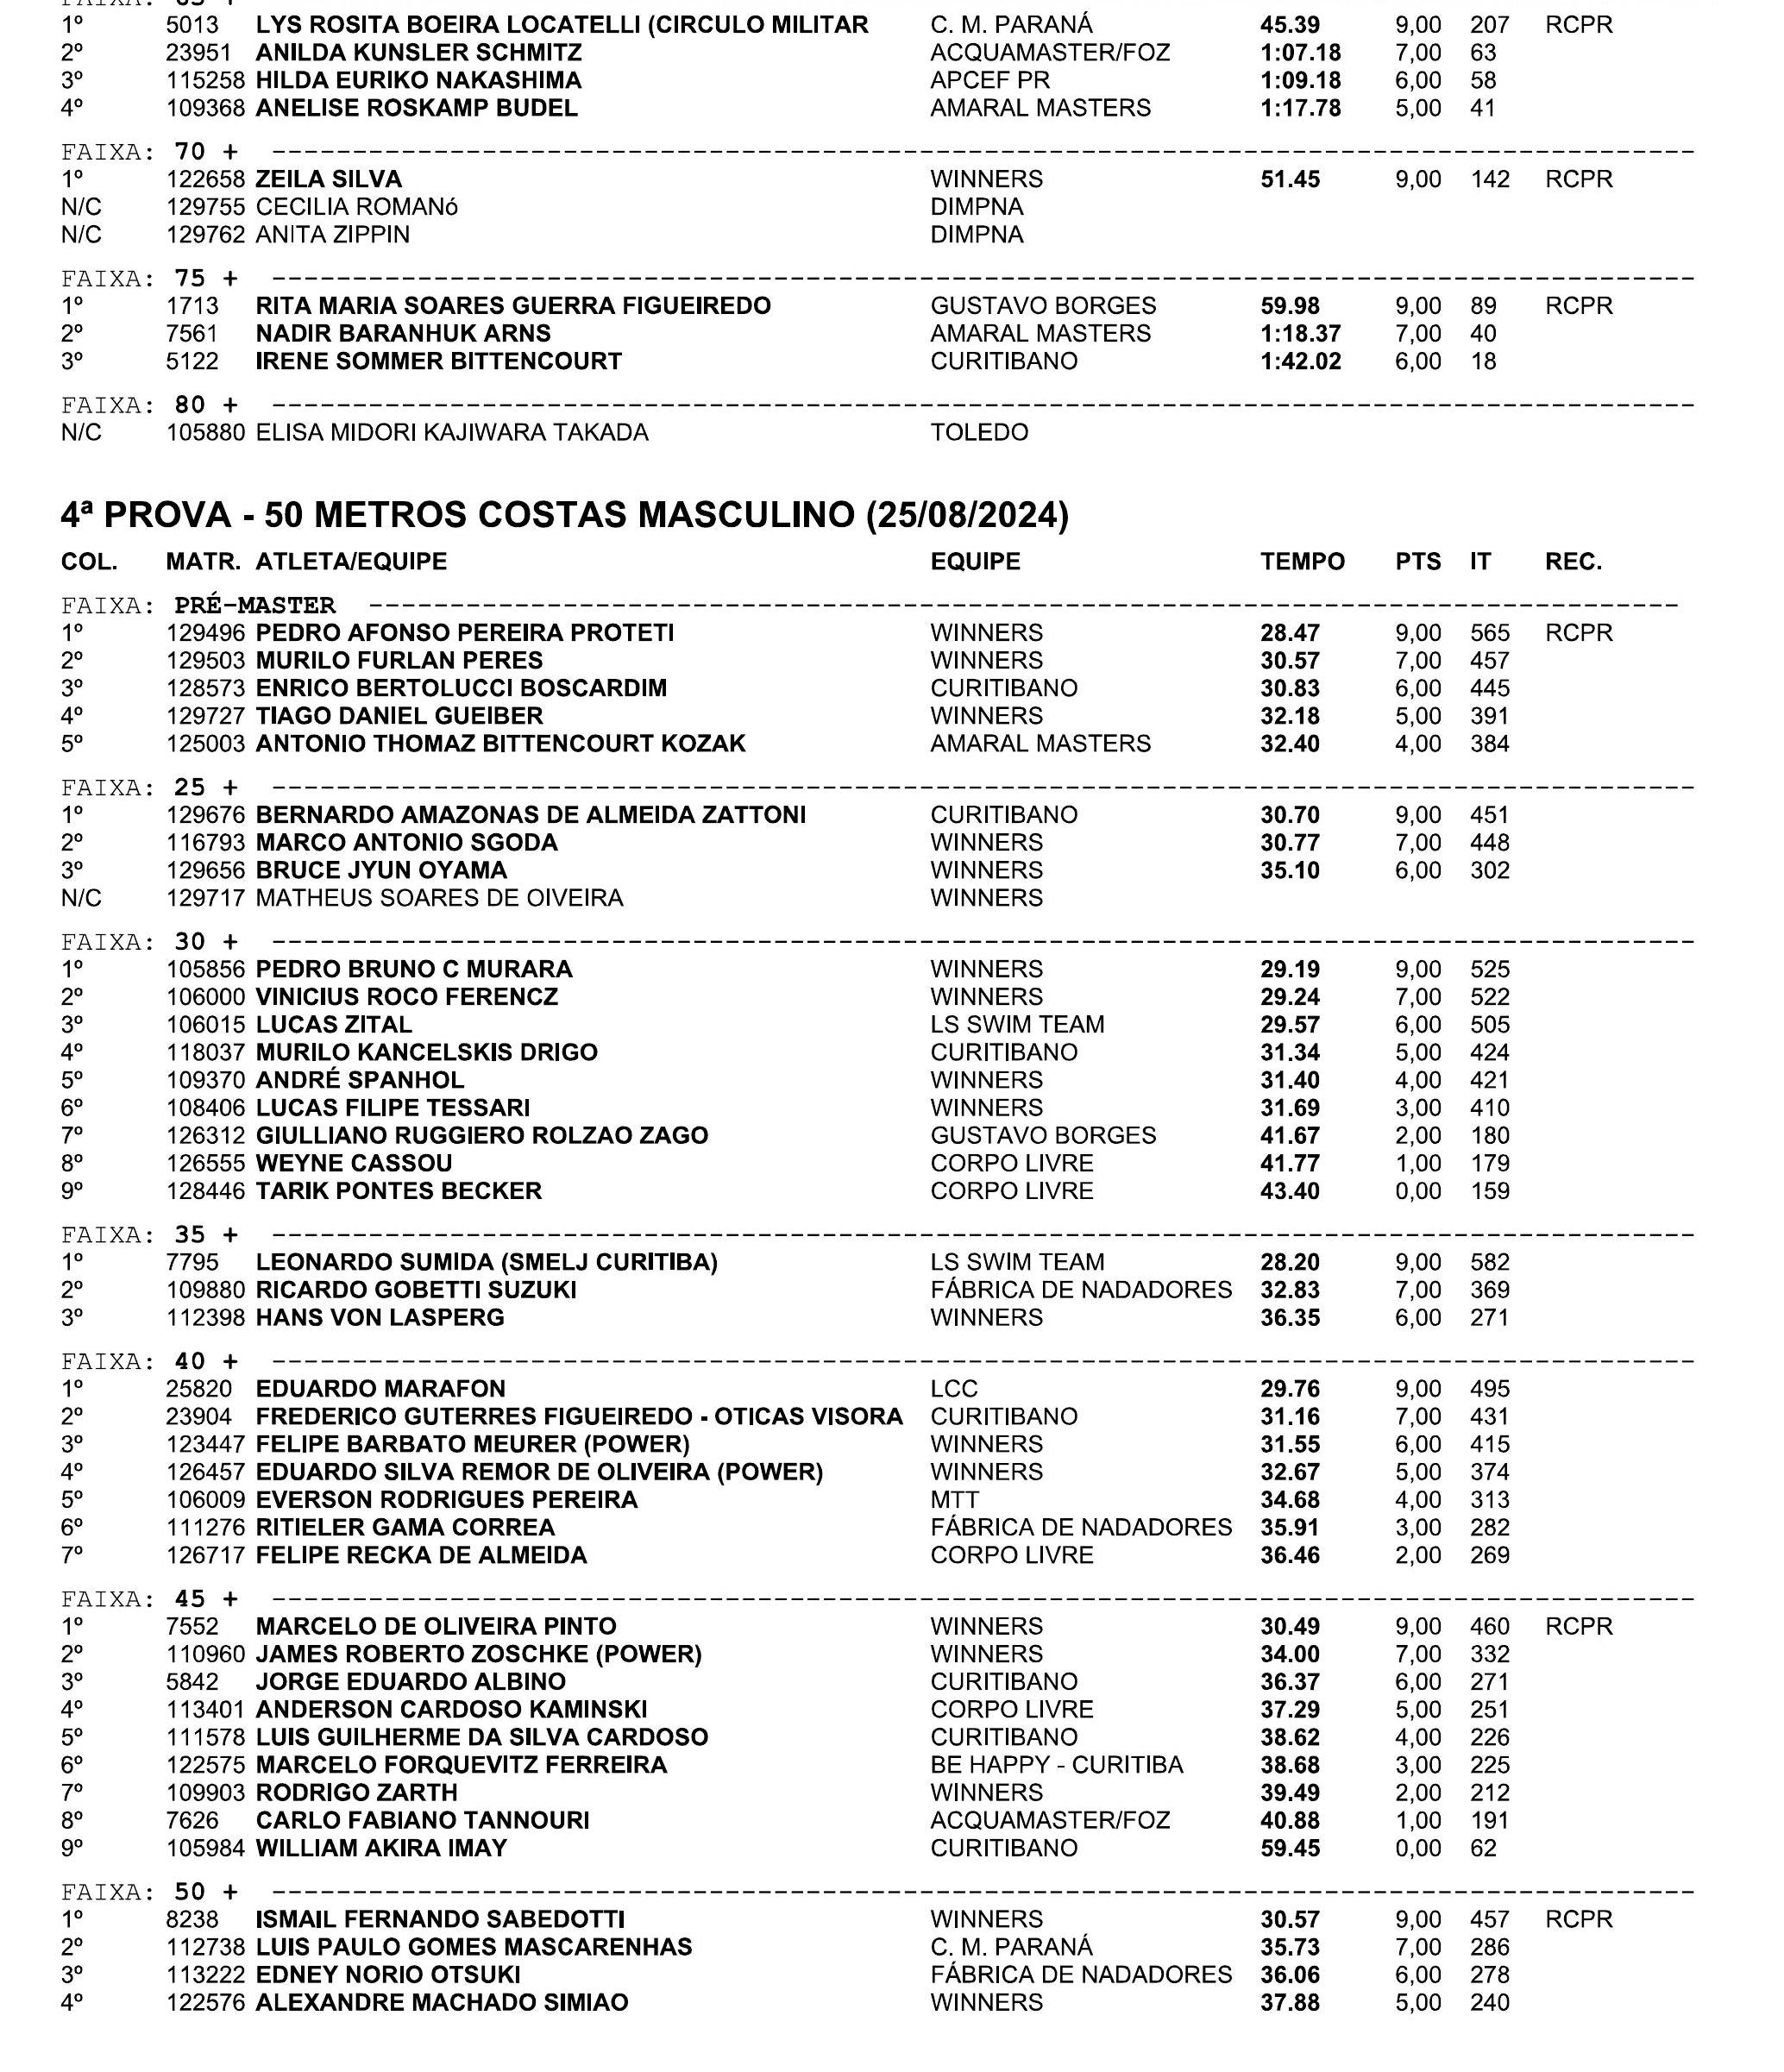 FAIXA: 65 +
1º 5013 LYS ROSITA BOEIRA LOCATELLI (CIRCULO MILITAR C. M. PARANÁ 45.39 9,00 207 RCPR
2º 23951 ANILDA KUNSLER SCHMITZ ACQUAMASTER/FOZ 1:07.18 7,00 63
3º 115258 HILDA EURIKO NAKASHIMA APCEF PR 1:09.18 6,00 58
4º 109368 ANELISE ROSKAMP BUDEL AMARAL MASTERS 1:17.78 5,00 41
FAIXA: 70 +
1º 122658 ZEILA SILVA WINNERS 51.45 9,00 142 RCPR
N/C 129755 CECILIA ROMANó DIMPNA
N/C 129762 ANITA ZIPPIN DIMPNA
FAIXA: 75 +
1º 1713 RITA MARIA SOARES GUERRA FIGUEIREDO GUSTAVO BORGES 59.98 9,00 89 RCPR
2º 7561 NADIR BARANHUK ARNS AMARAL MASTERS 1:18.37 7,00 40
3º 5122 IRENE SOMMER BITTENCOURT CURITIBANO 1:42.02 6,00 18
FAIXA: 80 +
N/C 105880 ELISA MIDORI KAJIWARA TAKADA TOLEDO
4ª PROVA - 50 METROS COSTAS MASCULINO (25/08/2024)
COL. MATR. ATLETA/EQUIPE EQUIPE TEMPO PTS IT REC.
FAIXA: PRÉ-MASTER
1º 129496 PEDRO AFONSO PEREIRA PROTETI WINNERS 28.47 9,00 565 RCPR
2º 129503 MURILO FURLAN PERES WINNERS 30.57 7,00 457
3º 128573 ENRICO BERTOLUCCI BOSCARDIM CURITIBANO 30.83 6,00 445
4º 129727 TIAGO DANIEL GUEIBER WINNERS 32.18 5,00 391
5º 125003 ANTONIO THOMAZ BITTENCOURT KOZAK AMARAL MASTERS 32.40 4,00 384
FAIXA: 25 +
1º 129676 BERNARDO AMAZONAS DE ALMEIDA ZATTONI CURITIBANO 30.70 9,00 451
2º 116793 MARCO ANTONIO SGODA WINNERS 30.77 7,00 448
3º 129656 BRUCE JYUN OYAMA WINNERS 35.10 6,00 302
N/C 129717 MATHEUS SOARES DE OIVEIRA WINNERS
FAIXA: 30 +
1º 105856 PEDRO BRUNO C MURARA WINNERS 29.19 9,00 525
2º 106000 VINICIUS ROCO FERENCZ WINNERS 29.24 7,00 522
3º 106015 LUCAS ZITAL LS SWIM TEAM 29.57 6,00 505
4º 118037 MURILO KANCELSKIS DRIGO CURITIBANO 31.34 5,00 424
5º 109370 ANDRÉ SPANHOL WINNERS 31.40 4,00 421
6º 108406 LUCAS FILIPE TESSARI WINNERS 31.69 3,00 410
7º 126312 GIULLIANO RUGGIERO ROLZAO ZAGO GUSTAVO BORGES 41.67 2,00 180
8º 126555 WEYNE CASSOU CORPO LIVRE 41.77 1,00 179
9º 128446 TARIK PONTES BECKER CORPO LIVRE 43.40 0,00 159
FAIXA: 35 +
1º 7795 LEONARDO SUMIDA (SMELJ CURITIBA) LS SWIM TEAM 28.20 9,00 582
2º 109880 RICARDO GOBETTI SUZUKI FÁBRICA DE NADADORES 32.83 7,00 369
3º 112398 HANS VON LASPERG WINNERS 36.35 6,00 271
FAIXA: 40 +
1º 25820 EDUARDO MARAFON LCC 29.76 9,00 495
2º 23904 FREDERICO GUTERRES FIGUEIREDO - OTICAS VISORA CURITIBANO 31.16 7,00 431
3º 123447 FELIPE BARBATO MEURER (POWER) WINNERS 31.55 6,00 415
4º 126457 EDUARDO SILVA REMOR DE OLIVEIRA (POWER) WINNERS 32.67 5,00 374
5º 106009 EVERSON RODRIGUES PEREIRA MTT 34.68 4,00 313
6º 111276 RITIELER GAMA CORREA FÁBRICA DE NADADORES 35.91 3,00 282
7º 126717 FELIPE RECKA DE ALMEIDA CORPO LIVRE 36.46 2,00 269
FAIXA: 45 +
1º 7552 MARCELO DE OLIVEIRA PINTO WINNERS 30.49 9,00 460 RCPR
2º 110960 JAMES ROBERTO ZOSCHKE (POWER) WINNERS 34.00 7,00 332
3º 5842 JORGE EDUARDO ALBINO CURITIBANO 36.37 6,00 271
4º 113401 ANDERSON CARDOSO KAMINSKI CORPO LIVRE 37.29 5,00 251
5º 111578 LUIS GUILHERME DA SILVA CARDOSO CURITIBANO 38.62 4,00 226
6º 122575 MARCELO FORQUEVITZ FERREIRA BE HAPPY - CURITIBA 38.68 3,00 225
7º 109903 RODRIGO ZARTH WINNERS 39.49 2,00 212
8º 7626 CARLO FABIANO TANNOURI ACQUAMASTER/FOZ 40.88 1,00 191
9º 105984 WILLIAM AKIRA IMAY CURITIBANO 59.45 0,00 62
FAIXA: 50 +
1º 8238 ISMAIL FERNANDO SABEDOTTI WINNERS 30.57 9,00 457 RCPR
2º 112738 LUIS PAULO GOMES MASCARENHAS C. M. PARANÁ 35.73 7,00 286
3º 113222 EDNEY NORIO OTSUKI FÁBRICA DE NADADORES 36.06 6,00 278
4º 122576 ALEXANDRE MACHADO SIMIAO WINNERS 37.88 5,00 240